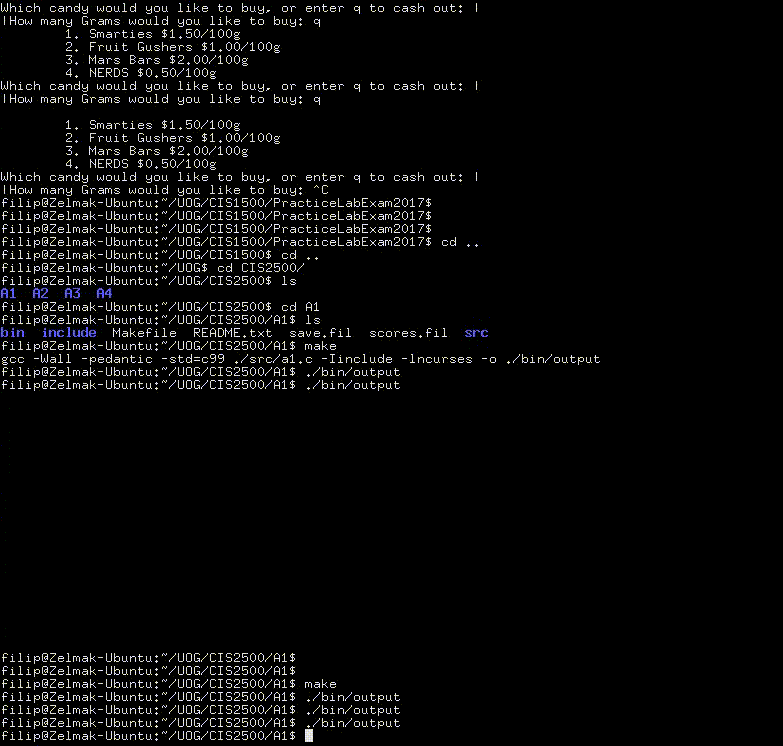 Which candy would you like to buy, or enter q to cash out: |
|How many Grams would you like to buy: q
1. Smarties $1.50/100g
2. Fruit Gushers $1.00/100g
3. Mars Bars $2.00/100g
4. NERDS $0.50/100g
Which candy would you like to buy, or enter q to cash out: |
|How many Grams would you like to buy: q
1. Smarties $1.50/100g
2. Fruit Gushers $1.00/100g
3. Mars Bars $2.00/100g
4. NERDS $0.50/100g
Which candy would you like to buy, or enter q to cash out: |
|How many Grams would you like to buy: ^C
filip@Zelmak-Ubuntu:~/UOG/CIS1500/PracticeLabExam2017$
filip@Zelmak-Ubuntu:~/UOG/CIS1500/PracticeLabExam2017$
filip@Zelmak-Ubuntu:~/UOG/CIS1500/PracticeLabExam2017$
filip@Zelmak-Ubuntu:~/UOG/CIS1500/PracticeLabExam2017$ cd ..
filip@Zelmak-Ubuntu:~/UOG/CIS1500$ cd ..
filip@Zelmak-Ubuntu:~/UOG$ cd CIS2500/
filip@Zelmak-Ubuntu:~/UOG/CIS2500$ ls
A1  A2  A3  A4
filip@Zelmak-Ubuntu:~/UOG/CIS2500$ cd A1
filip@Zelmak-Ubuntu:~/UOG/CIS2500/A1$ ls
bin  include  Makefile  README.txt  save.fil  scores.fil  src
filip@Zelmak-Ubuntu:~/UOG/CIS2500/A1$ make
gcc -Wall -pedantic -std=c99 ./src/a1.c -Iinclude -lncurses -o ./bin/output
filip@Zelmak-Ubuntu:~/UOG/CIS2500/A1$ ./bin/output
filip@Zelmak-Ubuntu:~/UOG/CIS2500/A1$ ./bin/output
filip@Zelmak-Ubuntu:~/UOG/CIS2500/A1$
filip@Zelmak-Ubuntu:~/UOG/CIS2500/A1$
filip@Zelmak-Ubuntu:~/UOG/CIS2500/A1$ make
filip@Zelmak-Ubuntu:~/UOG/CIS2500/A1$ ./bin/output
filip@Zelmak-Ubuntu:~/UOG/CIS2500/A1$ ./bin/output
filip@Zelmak-Ubuntu:~/UOG/CIS2500/A1$ ./bin/output
filip@Zelmak-Ubuntu:~/UOG/CIS2500/A1$